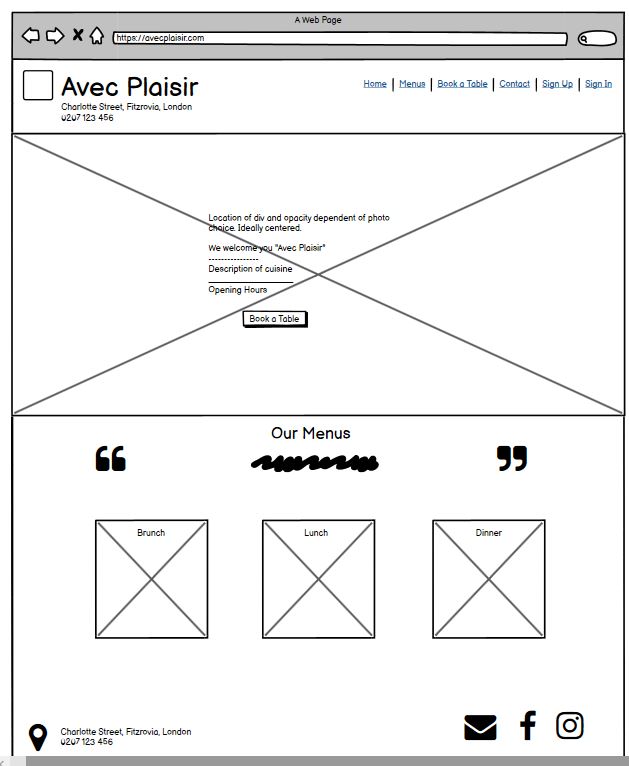 A Web Page
https://avecplaisir.com
Avec Plaisir
Charlotte Street, Fitzrovia, London
0207 123 456
Home | Menus | Book a Table | Contact | Sign Up | Sign In
Location of div and opacity dependent of photo
choice. Ideally centered.
We welcome you "Avec Plaisir"
----------------
Description of cuisine
Opening Hours
Book a Table
Our Menus
Brunch
Lunch
Dinner
Charlotte Street, Fitzrovia, London
0207 123 456